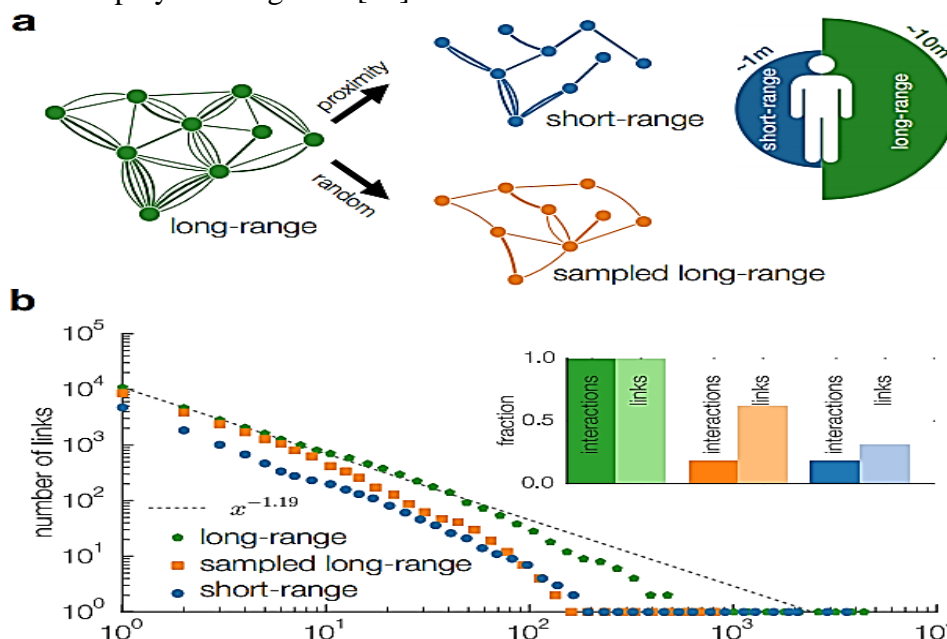 a
proximity
random
long-range
short-range
sampled long-range
~1m
~10m
short-range
long-range
b
number of links
10^5
10^4
10^3
10^2
10^1
10^0
x^{-1.19}
long-range
sampled long-range
short-range
10^0
10^1
10^2
10^3
10^4
fraction
1.0
0.5
0.0
interactions
links
interactions
links
interactions
links